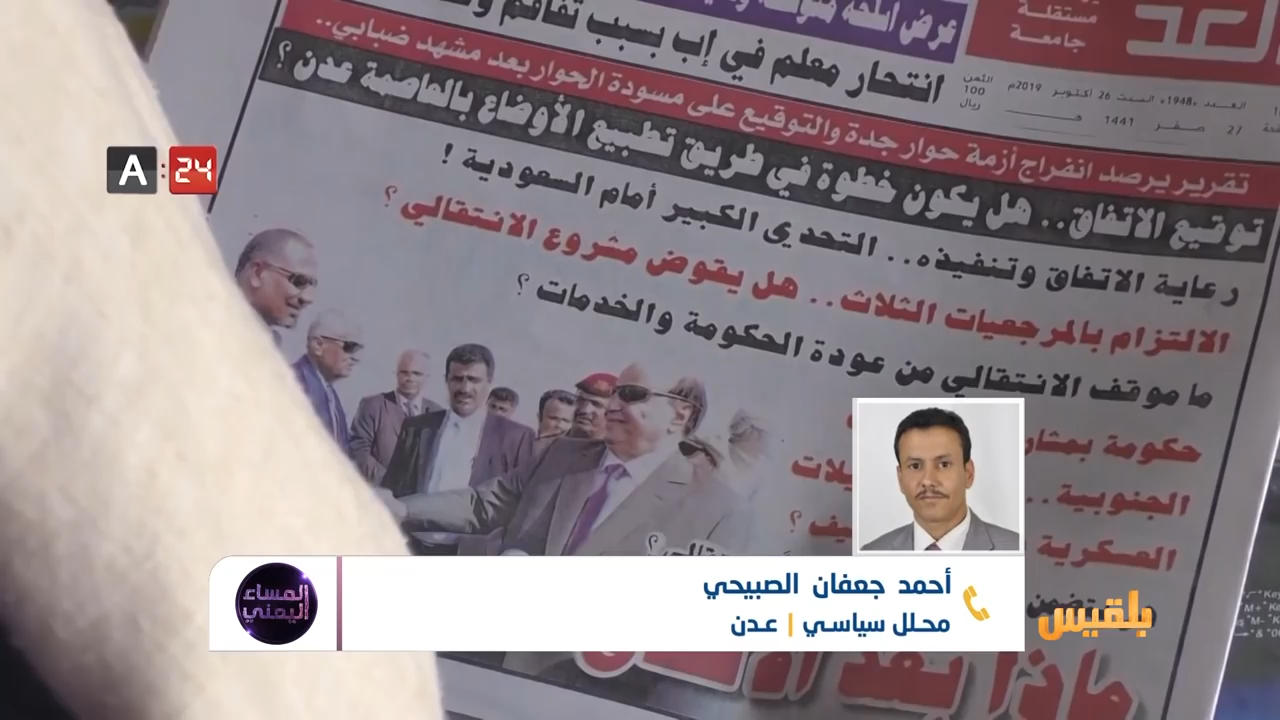 الغد
مستقلة
جامعة
عرض أسلحة
العدد «1948» السبت 26 أكتوبر 2019م
الثمن 100 ريال
27 صفر 1441 هـ
انتحار معلم في إب بسبب تفاقم
تقرير يرصد انفراج أزمة حوار جدة والتوقيع على مسودة الحوار بعد مشهد ضبابي..
توقيع الاتفاق.. هل يكون خطوة في طريق تطبيع الأوضاع بالعاصمة عدن ؟
رعاية الاتفاق وتنفيذه.. التحدي الكبير أمام السعودية !
الالتزام بالمرجعيات الثلاث.. هل يقوض مشروع الانتقالي ؟
ما موقف الانتقالي من عودة الحكومة والخدمات ؟
حكومة
الجنوبية ..
العسكرية
ماذا بعد
A:24
أحمد جعفان الصبيحي
محلل سياسي | عدن
المساء اليمني
بلقيس